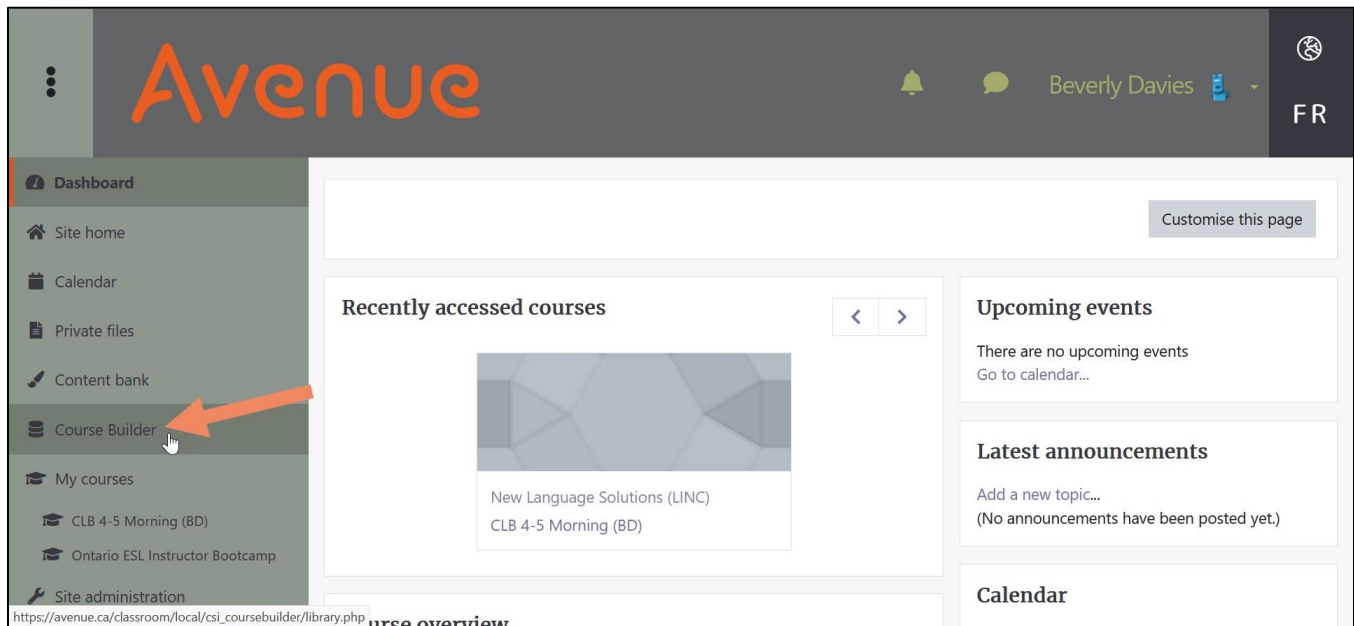 Avenue
Beverly Davies
FR
Dashboard
Site home
Calendar
Private files
Content bank
Course Builder
My courses
CLB 4-5 Morning (BD)
Ontario ESL Instructor Bootcamp
Site administration
https://avenue.ca/classroom/local/csi_coursebuilder/library.php
Customise this page
Recently accessed courses
New Language Solutions (LINC)
CLB 4-5 Morning (BD)
urse overview
Upcoming events
There are no upcoming events
Go to calendar...
Latest announcements
Add a new topic...
(No announcements have been posted yet.)
Calendar